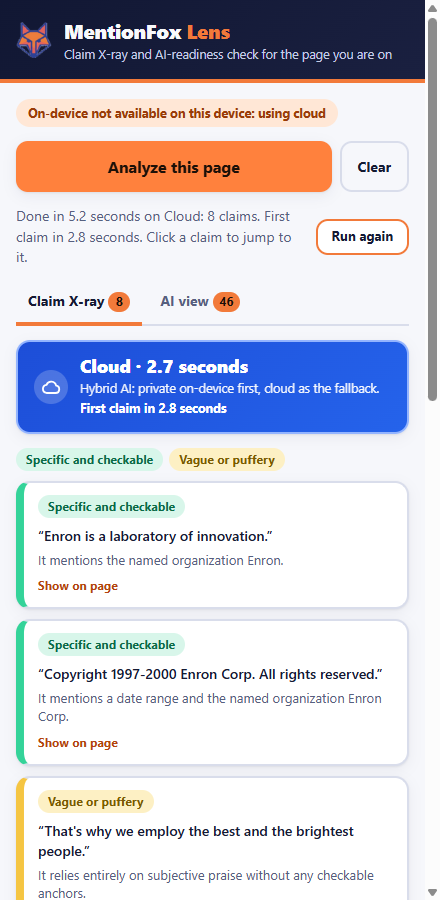 MentionFox Lens
Claim X-ray and AI-readiness check for the page you are on
On-device not available on this device: using cloud
Analyze this page
Clear
Done in 5.2 seconds on Cloud: 8 claims. First
claim in 2.8 seconds. Click a claim to jump to
it.
Run again
Claim X-ray 8
AI view 46
Cloud · 2.7 seconds
Hybrid AI: private on-device first, cloud as the fallback.
First claim in 2.8 seconds
Specific and checkable
Vague or puffery
Specific and checkable
“Enron is a laboratory of innovation.”
It mentions the named organization Enron.
Show on page
Specific and checkable
“Copyright 1997-2000 Enron Corp. All rights reserved.”
It mentions a date range and the named organization Enron
Corp.
Show on page
Vague or puffery
“That's why we employ the best and the brightest
people.”
It relies entirely on subjective praise without any checkable
anchors.